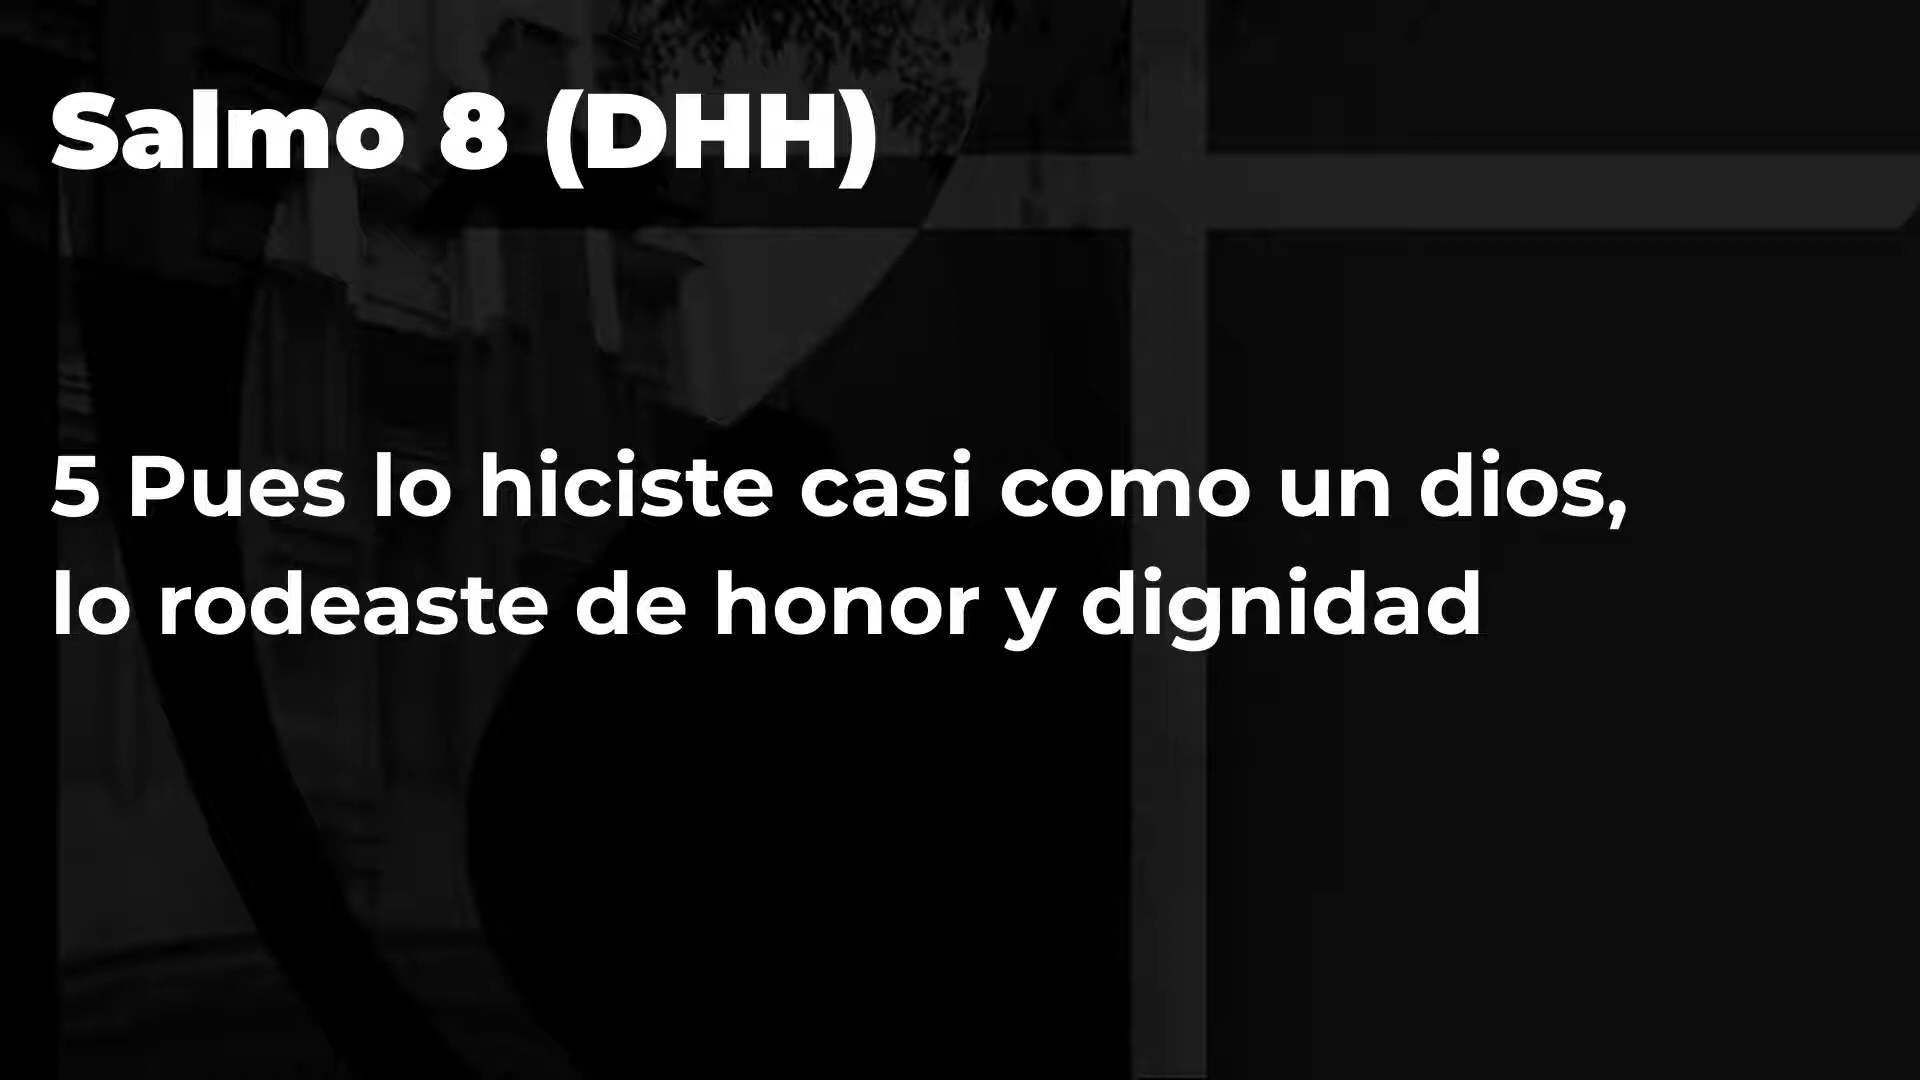 Salmo 8 (DHH)
5 Pues lo hiciste casi como un dios,
lo rodeaste de honor y dignidad